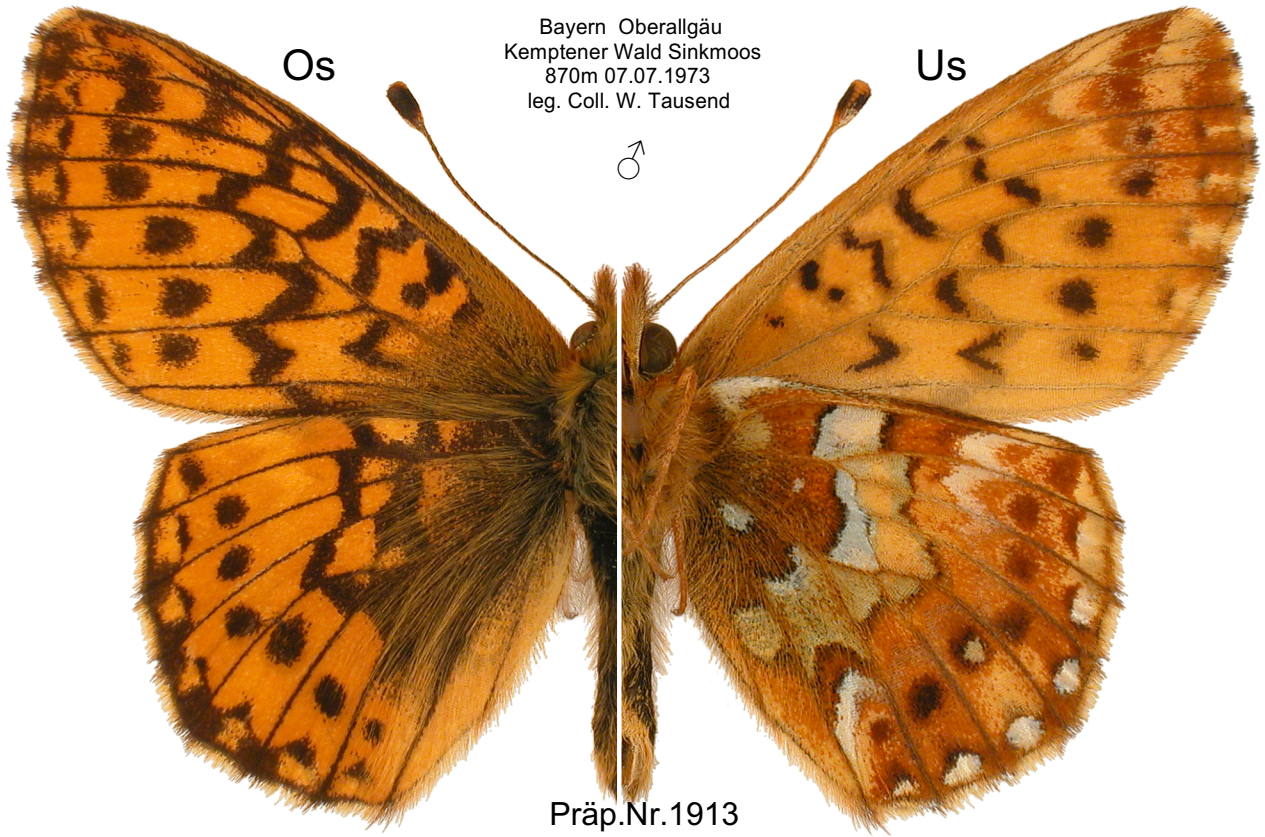 Bayern Oberallgäu
Kemptener Wald Sinkmoos
870m 07.07.1973
leg. Coll. W. Tausend
♂
Os
Us
Präp.Nr.1913